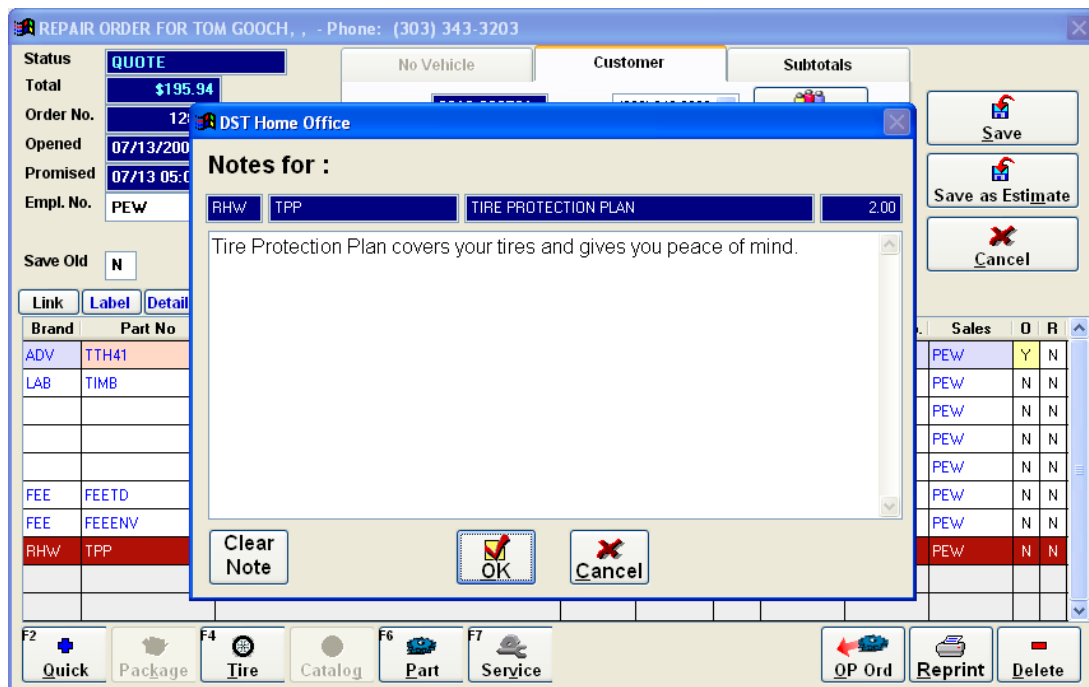 REPAIR ORDER FOR TOM GOOCH, , - Phone: (303) 343-3203
Status QUOTE
Total $195.94
Order No. 128
Opened 07/13/200
Promised 07/13 05:0
Empl. No. PEW
Save Old N
No Vehicle Customer Subtotals
Save
Save as Estimate
Cancel
DST Home Office
Notes for :
RHW TPP TIRE PROTECTION PLAN 2.00
Tire Protection Plan covers your tires and gives you peace of mind.
Clear Note OK Cancel
Link Label Detail
Brand Part No Sales O R
ADV TTH41 PEW Y N
LAB TIMB PEW N N
PEW N N
PEW N N
PEW N N
FEE FEETD PEW N N
FEE FEEENV PEW N N
RHW TPP PEW N N
F2 Quick Package F4 Tire Catalog F6 Part F7 Service OP Ord Reprint Delete